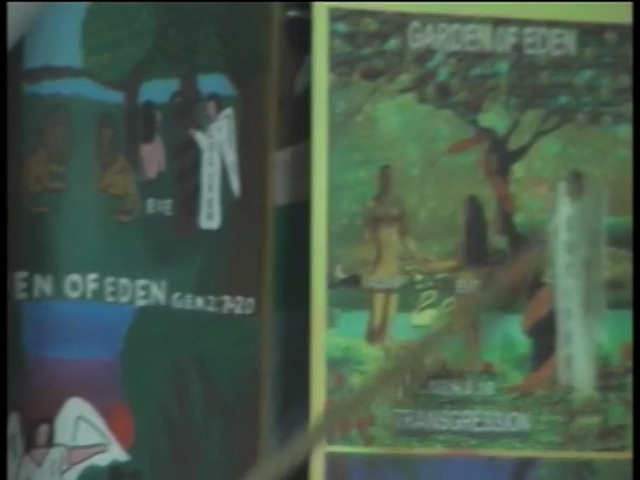 EVE
EN OF EDEN GEN.2:7-20
GARDEN OF EDEN
TRANSGRESSION